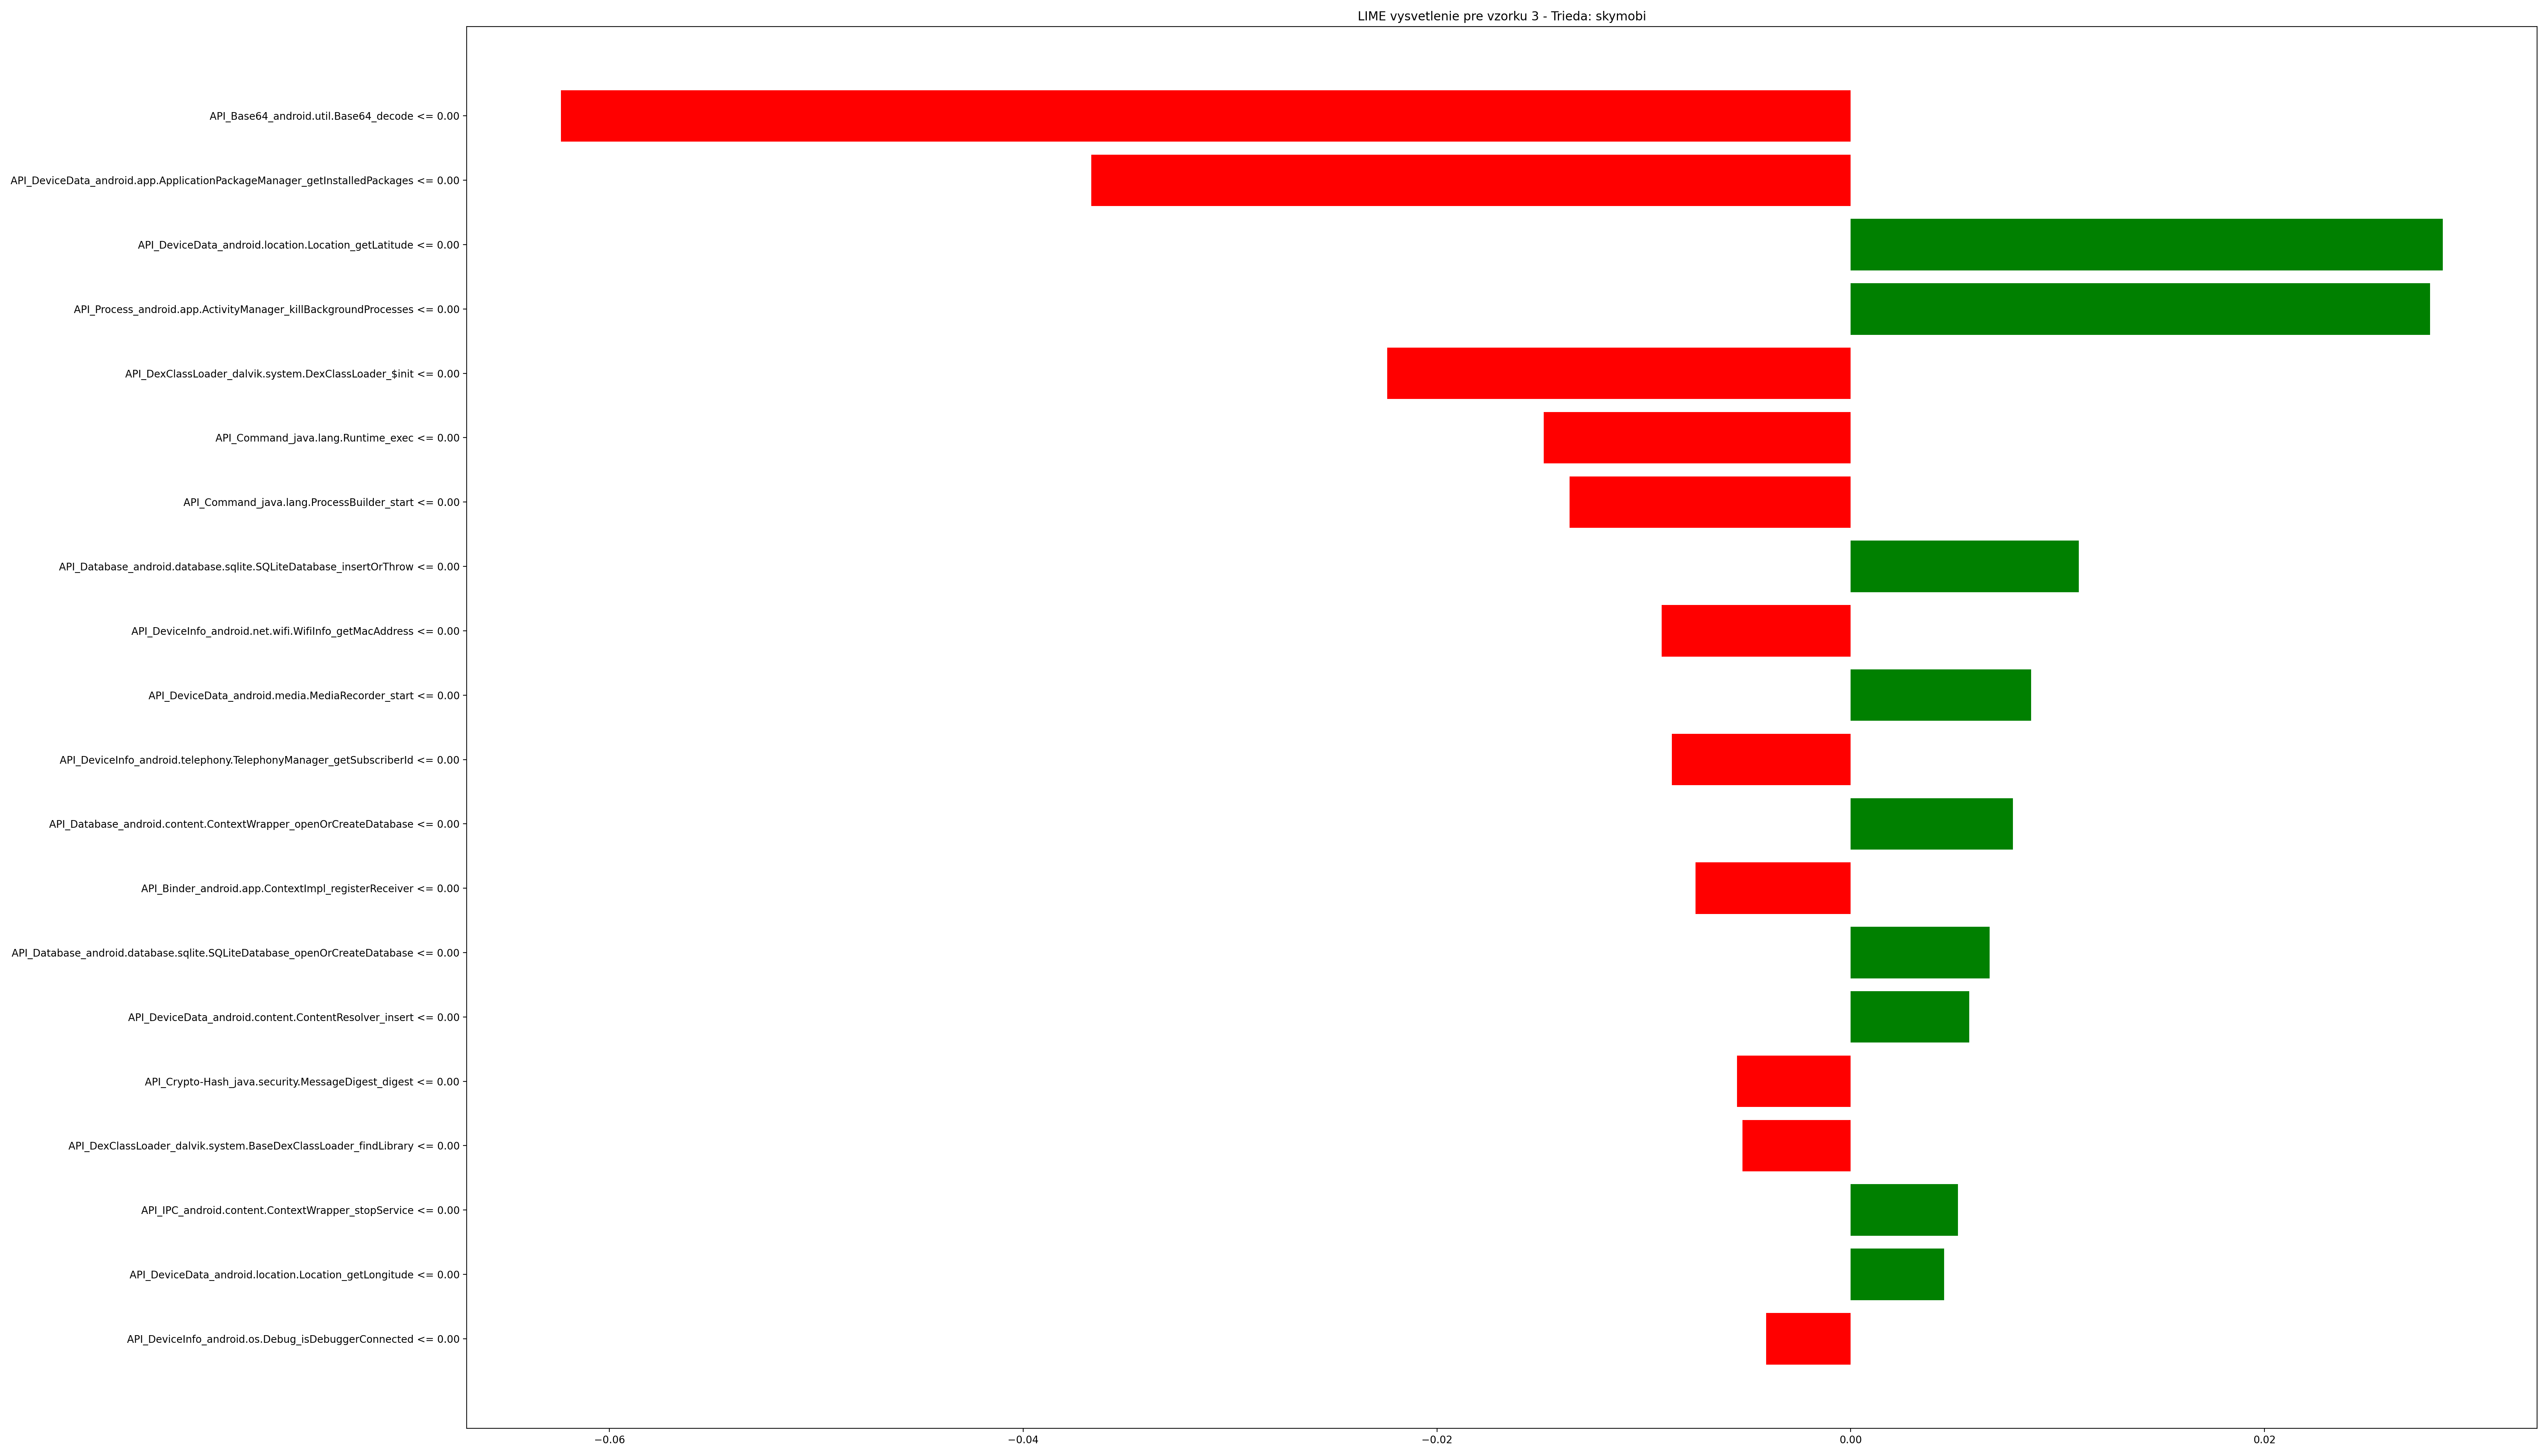 LIME vysvetlenie pre vzorku 3 - Trieda: skymobi
API_Base64_android.util.Base64_decode <= 0.00
API_DeviceData_android.app.ApplicationPackageManager_getInstalledPackages <= 0.00
API_DeviceData_android.location.Location_getLatitude <= 0.00
API_Process_android.app.ActivityManager_killBackgroundProcesses <= 0.00
API_DexClassLoader_dalvik.system.DexClassLoader_$init <= 0.00
API_Command_java.lang.Runtime_exec <= 0.00
API_Command_java.lang.ProcessBuilder_start <= 0.00
API_Database_android.database.sqlite.SQLiteDatabase_insertOrThrow <= 0.00
API_DeviceInfo_android.net.wifi.WifiInfo_getMacAddress <= 0.00
API_DeviceData_android.media.MediaRecorder_start <= 0.00
API_DeviceInfo_android.telephony.TelephonyManager_getSubscriberId <= 0.00
API_Database_android.content.ContextWrapper_openOrCreateDatabase <= 0.00
API_Binder_android.app.ContextImpl_registerReceiver <= 0.00
API_Database_android.database.sqlite.SQLiteDatabase_openOrCreateDatabase <= 0.00
API_DeviceData_android.content.ContentResolver_insert <= 0.00
API_Crypto-Hash_java.security.MessageDigest_digest <= 0.00
API_DexClassLoader_dalvik.system.BaseDexClassLoader_findLibrary <= 0.00
API_IPC_android.content.ContextWrapper_stopService <= 0.00
API_DeviceData_android.location.Location_getLongitude <= 0.00
API_DeviceInfo_android.os.Debug_isDebuggerConnected <= 0.00
−0.06 −0.04 −0.02 0.00 0.02